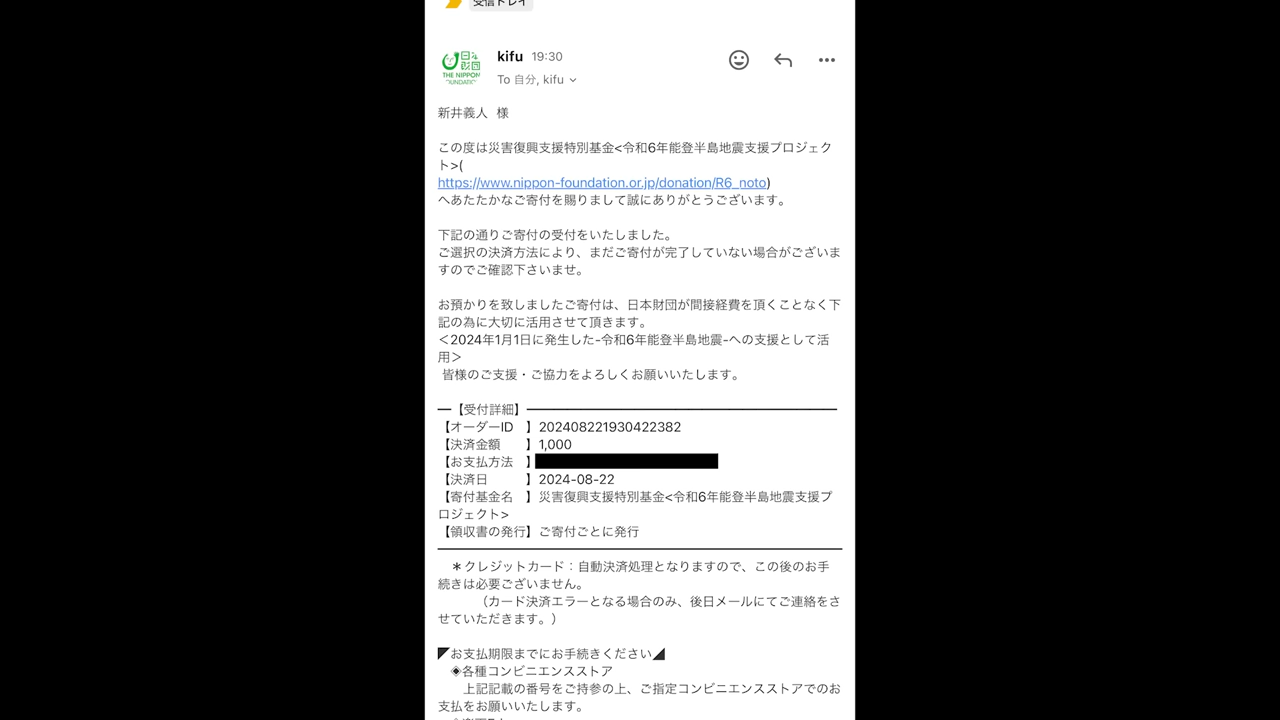 受信トレイ
日本
財団
THE NIPPON
FOUNDATION
kifu 19:30
To 自分, kifu
新井義人 様
この度は災害復興支援特別基金<令和6年能登半島地震支援プロジェク
ト>(
https://www.nippon-foundation.or.jp/donation/R6_noto)
へあたたかなご寄付を賜りまして誠にありがとうございます。
下記の通りご寄付の受付をいたしました。
ご選択の決済方法により、まだご寄付が完了していない場合がございま
すのでご確認下さいませ。
お預かりを致しましたご寄付は、日本財団が間接経費を頂くことなく下
記の為に大切に活用させて頂きます。
＜2024年1月1日に発生した-令和6年能登半島地震-への支援として活
用＞
皆様のご支援・ご協力をよろしくお願いいたします。
━【受付詳細】━━━━━━━━━━━━━━━━━━━━━━━━━
【オーダーID 】202408221930422382
【決済金額 】1,000
【お支払方法 】
【決済日 】2024-08-22
【寄付基金名 】災害復興支援特別基金<令和6年能登半島地震支援プ
ロジェクト>
【領収書の発行】ご寄付ごとに発行
＊クレジットカード：自動決済処理となりますので、この後のお手
続きは必要ございません。
（カード決済エラーとなる場合のみ、後日メールにてご連絡をさ
せていただきます。）
◤お支払期限までにお手続きください◢
◈各種コンビニエンスストア
上記記載の番号をご持参の上、ご指定コンビニエンスストアでのお
支払をお願いいたします。